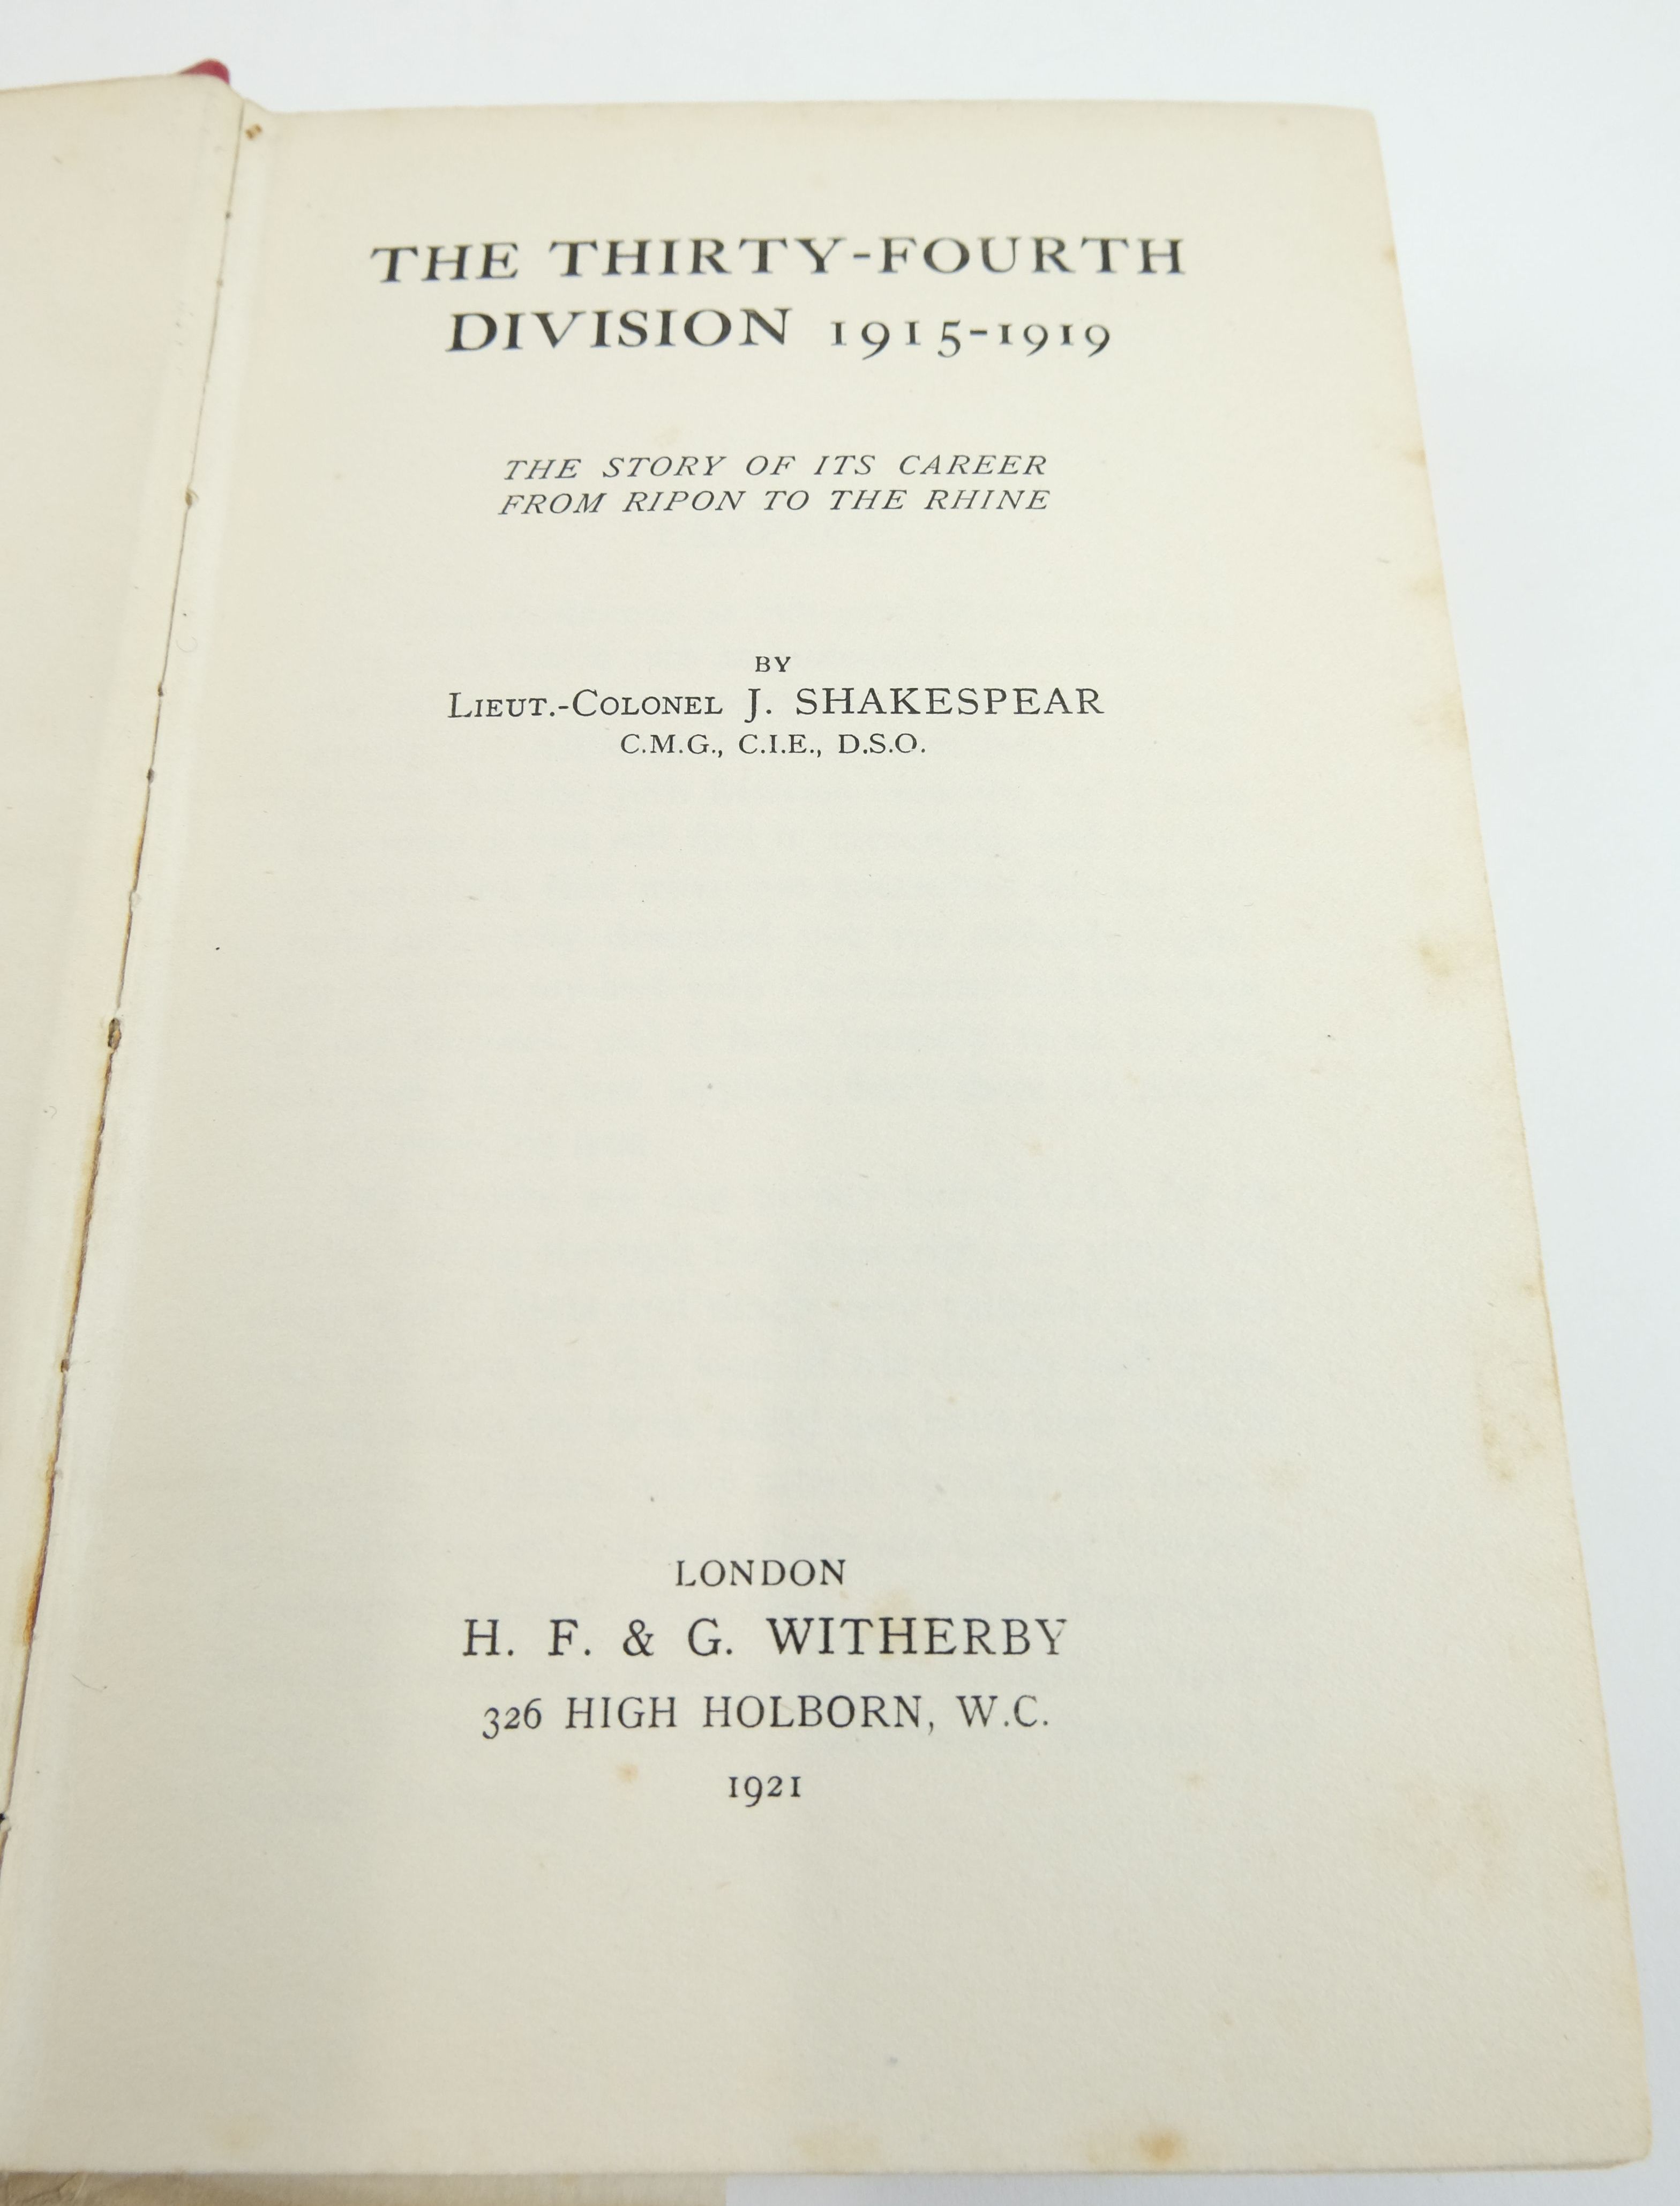 THE THIRTY-FOURTH
DIVISION 1915-1919
THE STORY OF ITS CAREER
FROM RIPON TO THE RHINE
BY
LIEUT.-COLONEL J. SHAKESPEAR
C.M.G., C.I.E., D.S.O.
LONDON
H. F. & G. WITHERBY
326 HIGH HOLBORN, W.C.
1921